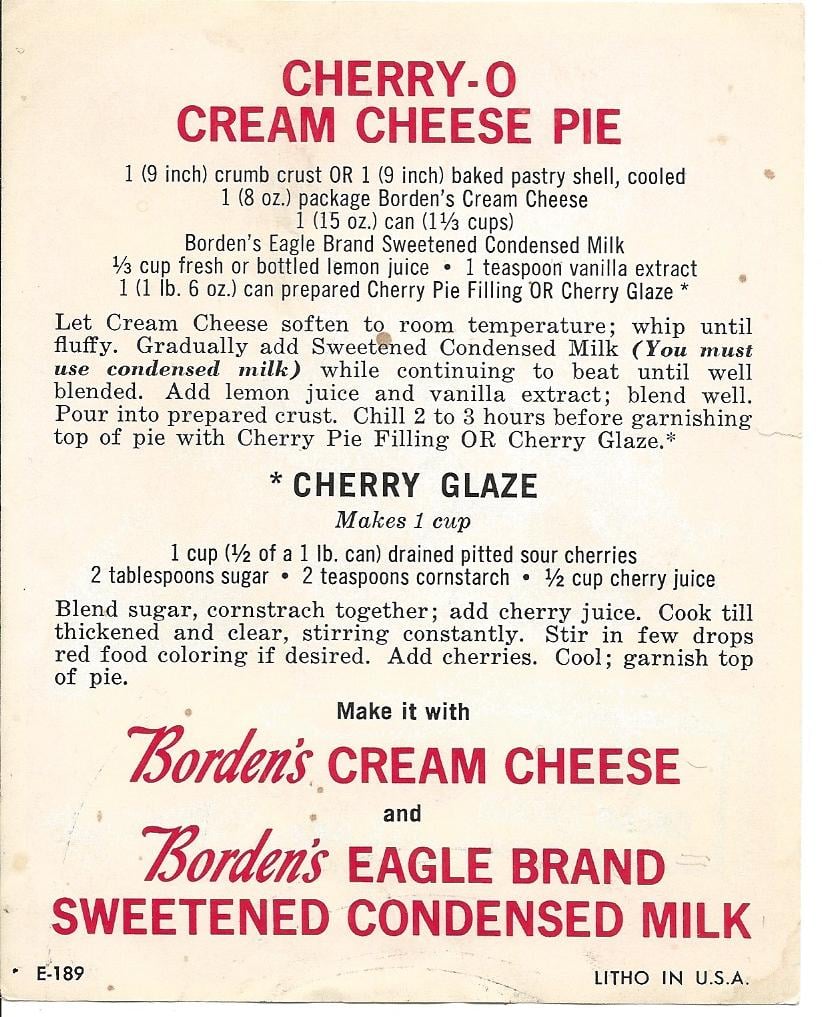 CHERRY-O
CREAM CHEESE PIE
1 (9 inch) crumb crust OR 1 (9 inch) baked pastry shell, cooled
1 (8 oz.) package Borden's Cream Cheese
1 (15 oz.) can (1⅓ cups)
Borden's Eagle Brand Sweetened Condensed Milk
⅓ cup fresh or bottled lemon juice • 1 teaspoon vanilla extract
1 (1 lb. 6 oz.) can prepared Cherry Pie Filling OR Cherry Glaze *
Let Cream Cheese soften to room temperature; whip until
fluffy. Gradually add Sweetened Condensed Milk (You must
use condensed milk) while continuing to beat until well
blended. Add lemon juice and vanilla extract; blend well.
Pour into prepared crust. Chill 2 to 3 hours before garnishing
top of pie with Cherry Pie Filling OR Cherry Glaze.*
* CHERRY GLAZE
Makes 1 cup
1 cup (½ of a 1 lb. can) drained pitted sour cherries
2 tablespoons sugar • 2 teaspoons cornstarch • ½ cup cherry juice
Blend sugar, cornstrach together; add cherry juice. Cook till
thickened and clear, stirring constantly. Stir in few drops
red food coloring if desired. Add cherries. Cool; garnish top
of pie.
Make it with
Borden's CREAM CHEESE
and
Borden's EAGLE BRAND
SWEETENED CONDENSED MILK
E-189 LITHO IN U.S.A.